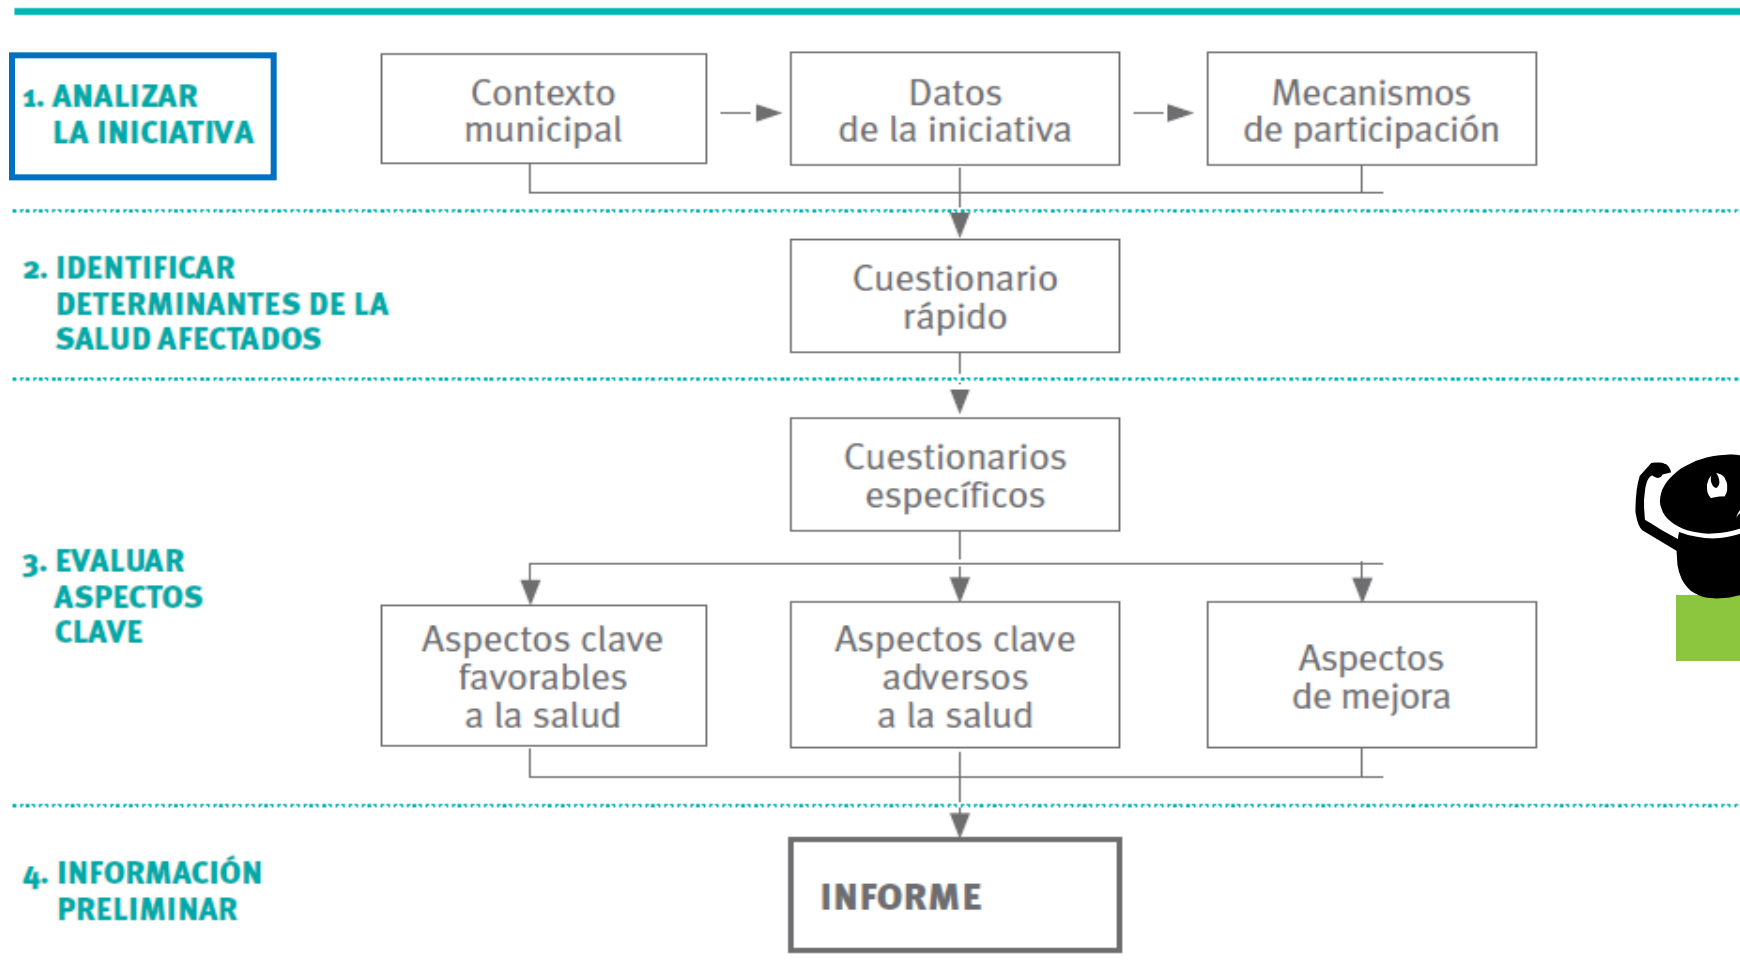 1. ANALIZAR
LA INICIATIVA
Contexto
municipal
Datos
de la iniciativa
Mecanismos
de participación
2. IDENTIFICAR
DETERMINANTES DE LA
SALUD AFECTADOS
Cuestionario
rápido
Cuestionarios
específicos
3. EVALUAR
ASPECTOS
CLAVE
Aspectos clave
favorables
a la salud
Aspectos clave
adversos
a la salud
Aspectos
de mejora
4. INFORMACIÓN
PRELIMINAR
INFORME